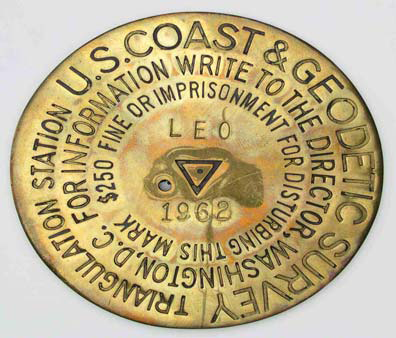 U.S. COAST & GEODETIC SURVEY
TRIANGULATION STATION
FOR INFORMATION WRITE TO THE DIRECTOR, WASHINGTON, D.C.
$250 FINE OR IMPRISONMENT FOR DISTURBING THIS MARK
LEO
1962